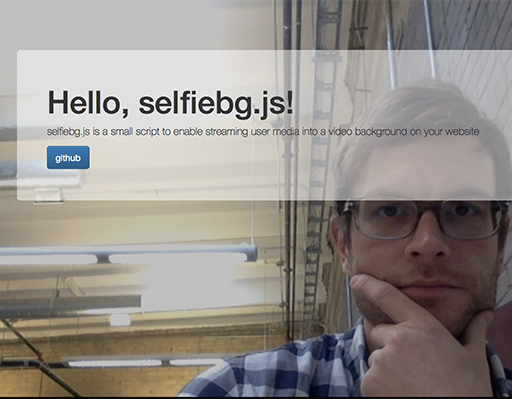 Hello, selfiebg.js!
selfiebg.js is a small script to enable streaming user media into a video background on your website
github